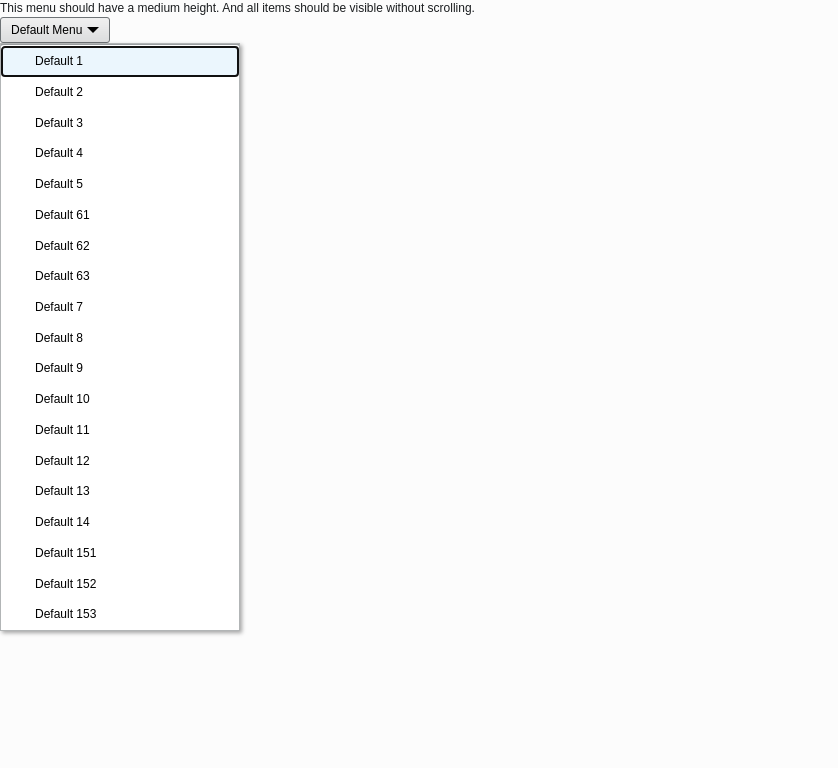 This menu should have a medium height. And all items should be visible without scrolling.
Default Menu
Default 1
Default 2
Default 3
Default 4
Default 5
Default 61
Default 62
Default 63
Default 7
Default 8
Default 9
Default 10
Default 11
Default 12
Default 13
Default 14
Default 151
Default 152
Default 153